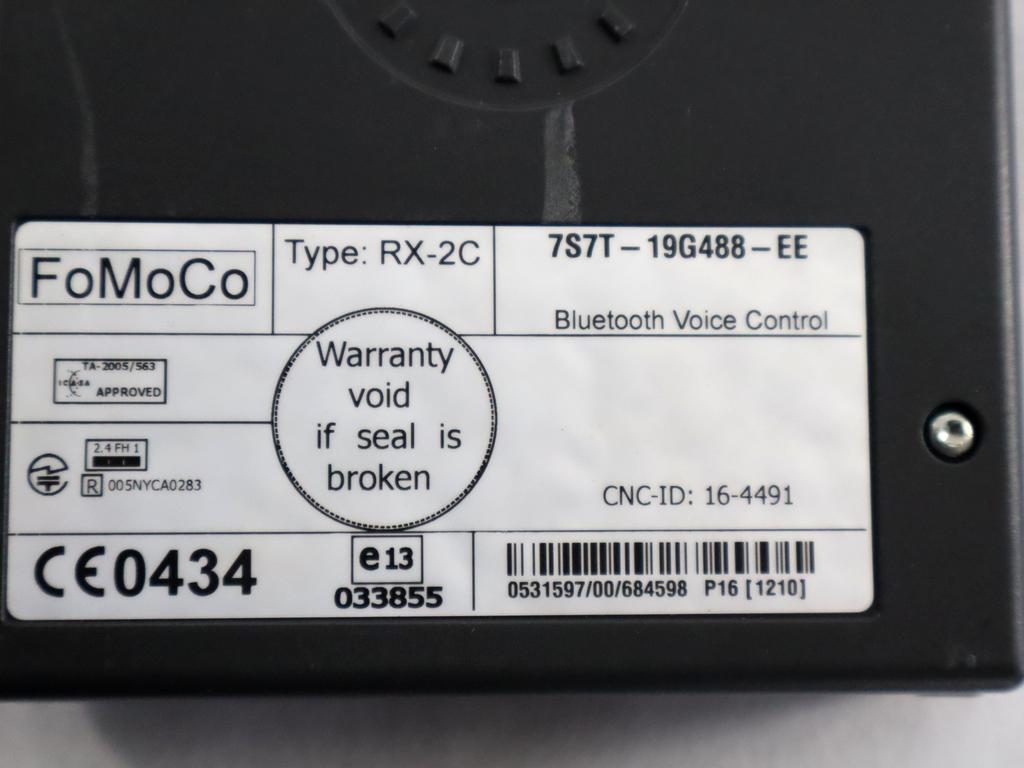 FoMoCo
Type: RX-2C
7S7T-19G488-EE
Bluetooth Voice Control
TA-2005/563
ICASA
APPROVED
Warranty
void
if seal is
broken
2.4 FH 1
R 005NYCA0283
CNC-ID: 16-4491
CE0434
e13
033855
0531597/00/684598 P16 [1210]